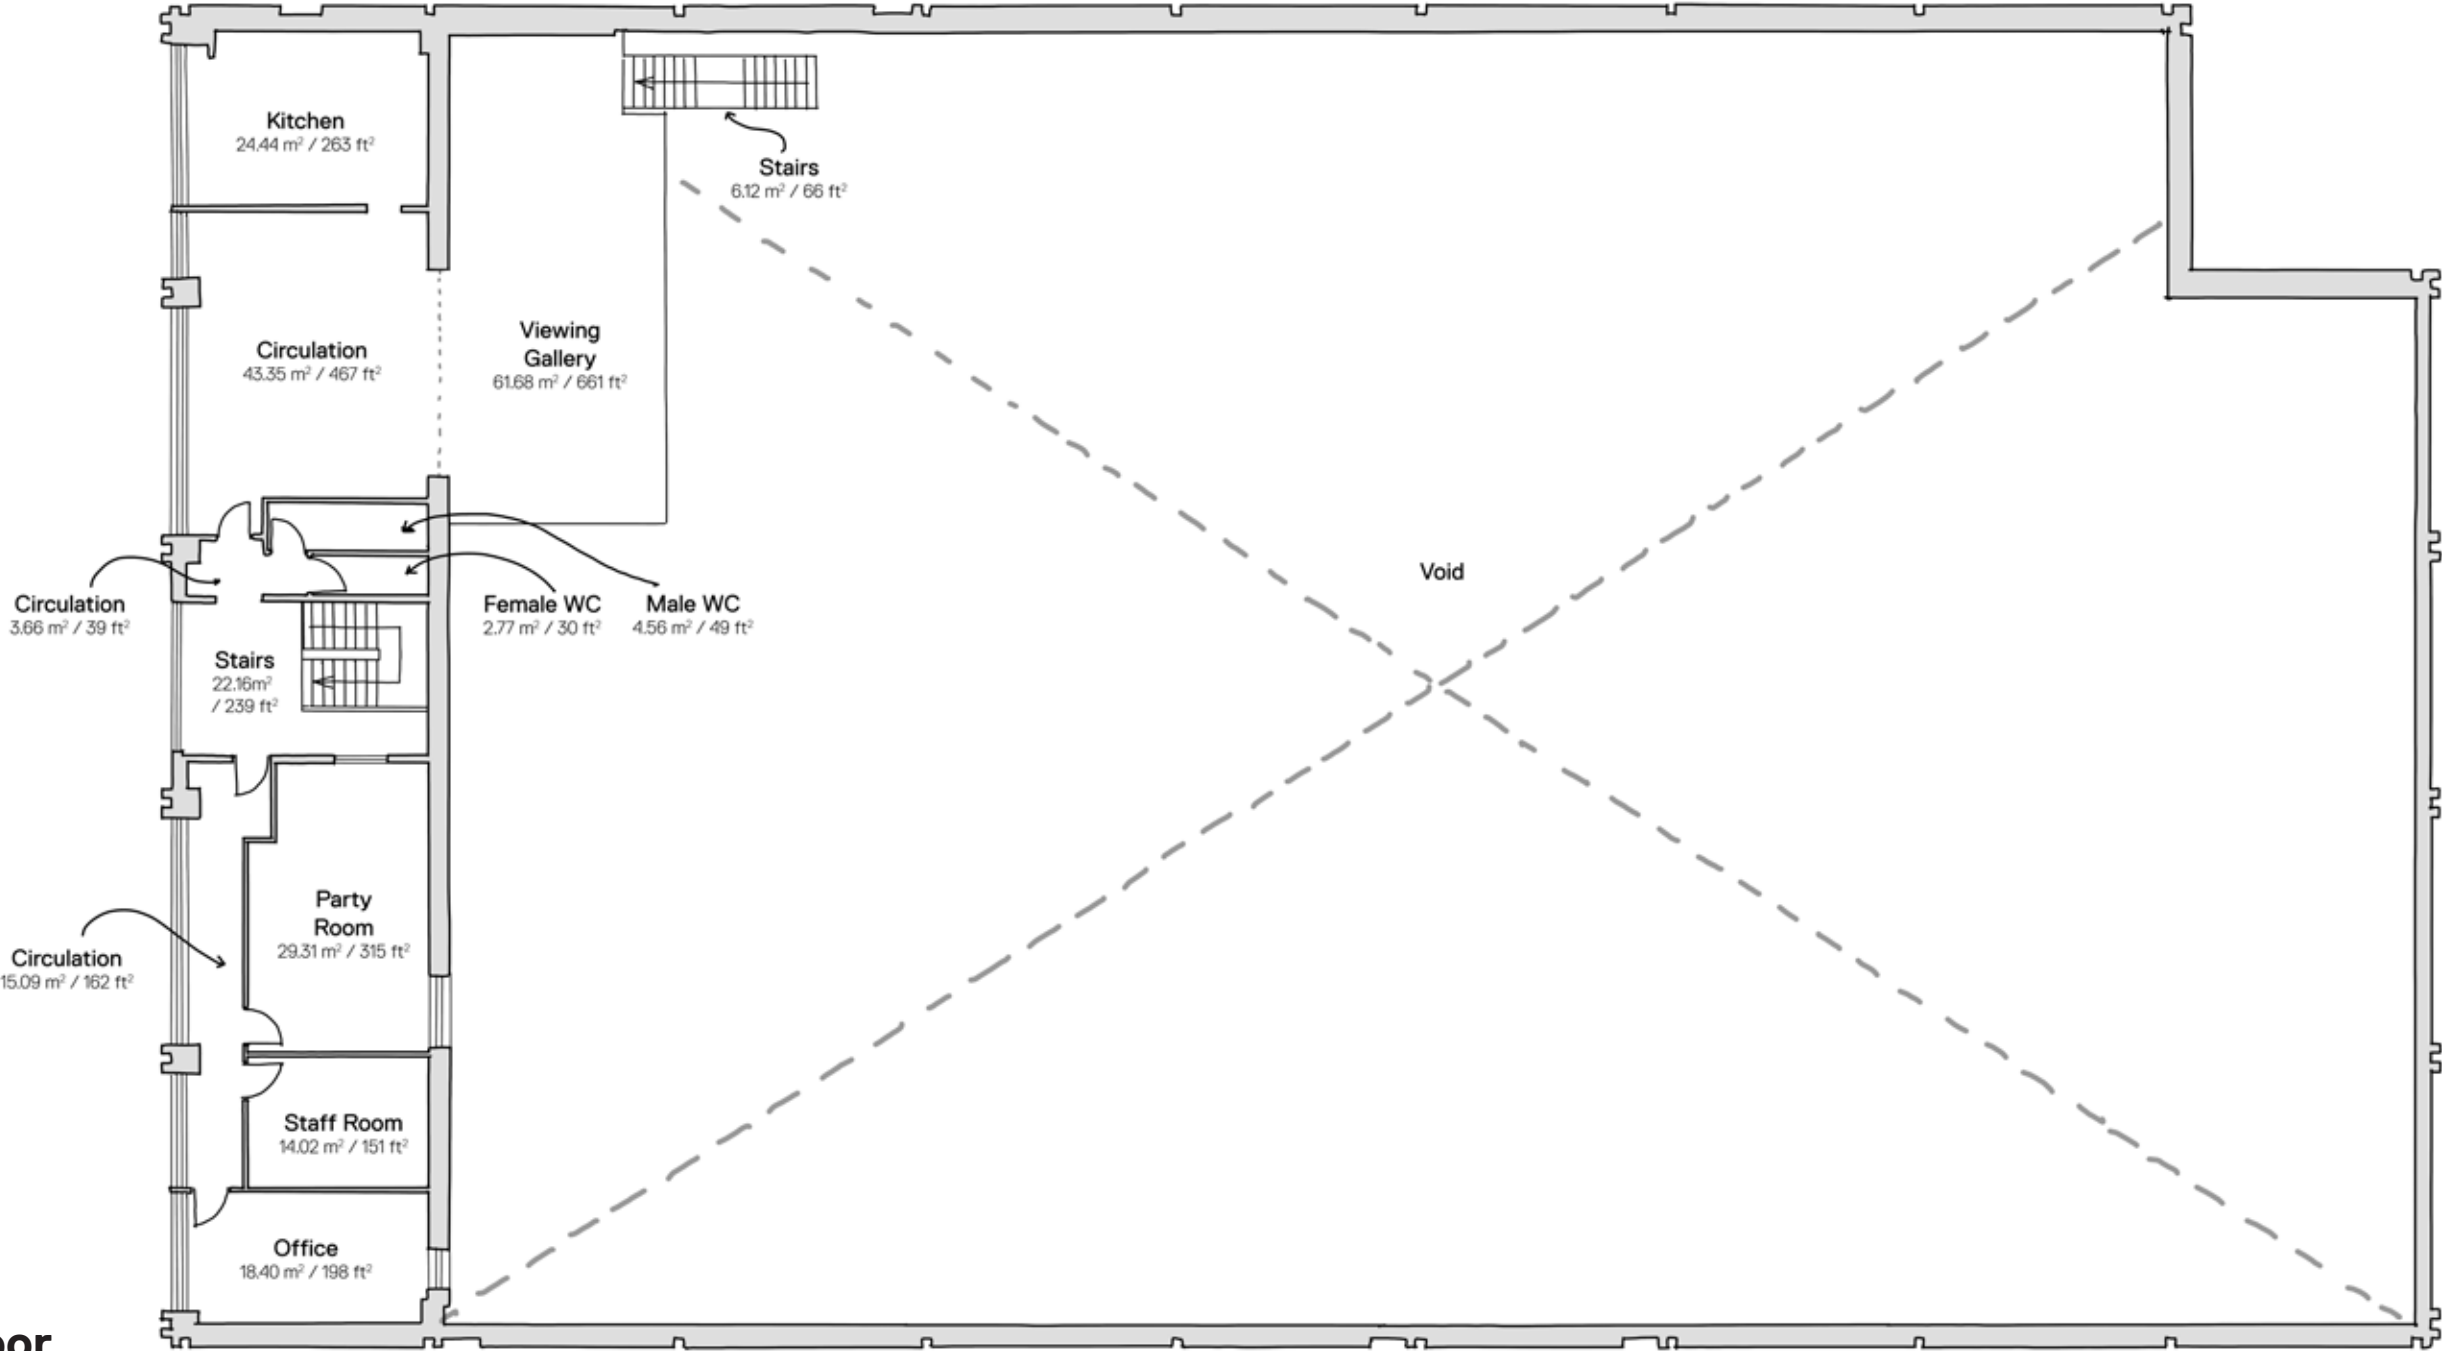 Kitchen
24.44 m² / 263 ft²
Stairs
6.12 m² / 66 ft²
Circulation
43.35 m² / 467 ft²
Viewing
Gallery
61.68 m² / 661 ft²
Void
Circulation
3.66 m² / 39 ft²
Female WC
2.77 m² / 30 ft²
Male WC
4.56 m² / 49 ft²
Stairs
22.16m²
/ 239 ft²
Party
Room
29.31 m² / 315 ft²
Circulation
15.09 m² / 162 ft²
Staff Room
14.02 m² / 151 ft²
Office
18.40 m² / 198 ft²